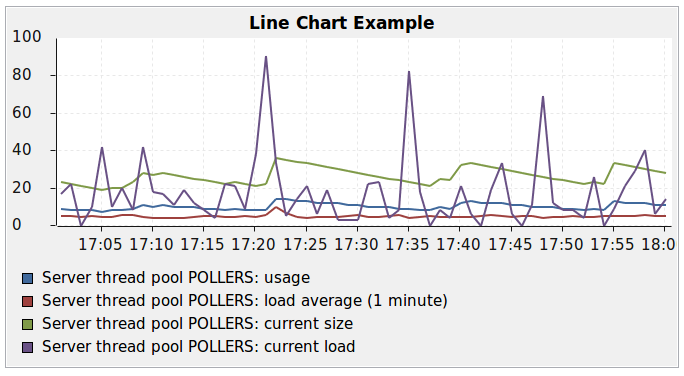 Line Chart Example
100
80
60
40
20
0
17:05 17:10 17:15 17:20 17:25 17:30 17:35 17:40 17:45 17:50 17:55 18:0
Server thread pool POLLERS: usage
Server thread pool POLLERS: load average (1 minute)
Server thread pool POLLERS: current size
Server thread pool POLLERS: current load